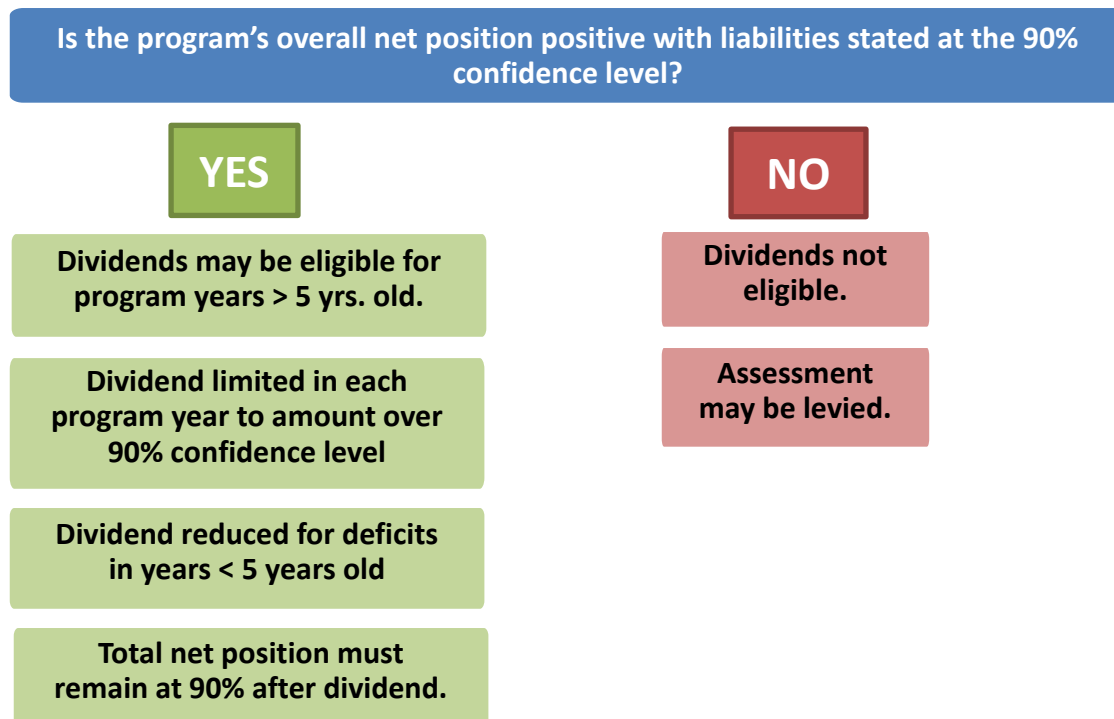 Is the program’s overall net position positive with liabilities stated at the 90%
confidence level?
YES
Dividends may be eligible for
program years > 5 yrs. old.
Dividend limited in each
program year to amount over
90% confidence level
Dividend reduced for deficits
in years < 5 years old
Total net position must
remain at 90% after dividend.
NO
Dividends not
eligible.
Assessment
may be levied.